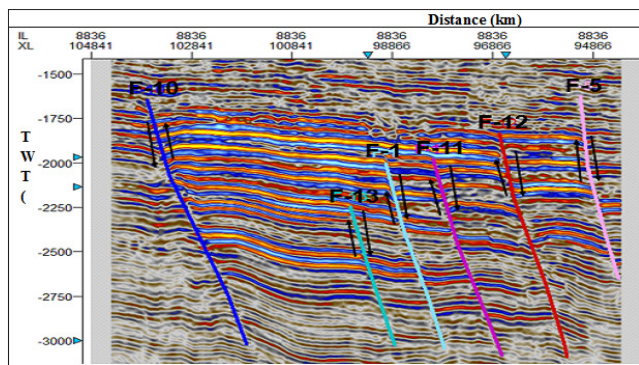 Distance (km)
IL 8836 8836 8836 8836 8836 8836
XL 104841 102841 100841 98866 96866 94866
-1500
-1750
-2000
-2250
-2500
-2750
-3000
T
W
T
(
F-10
F-13
F-1
F-11
F-12
F-5